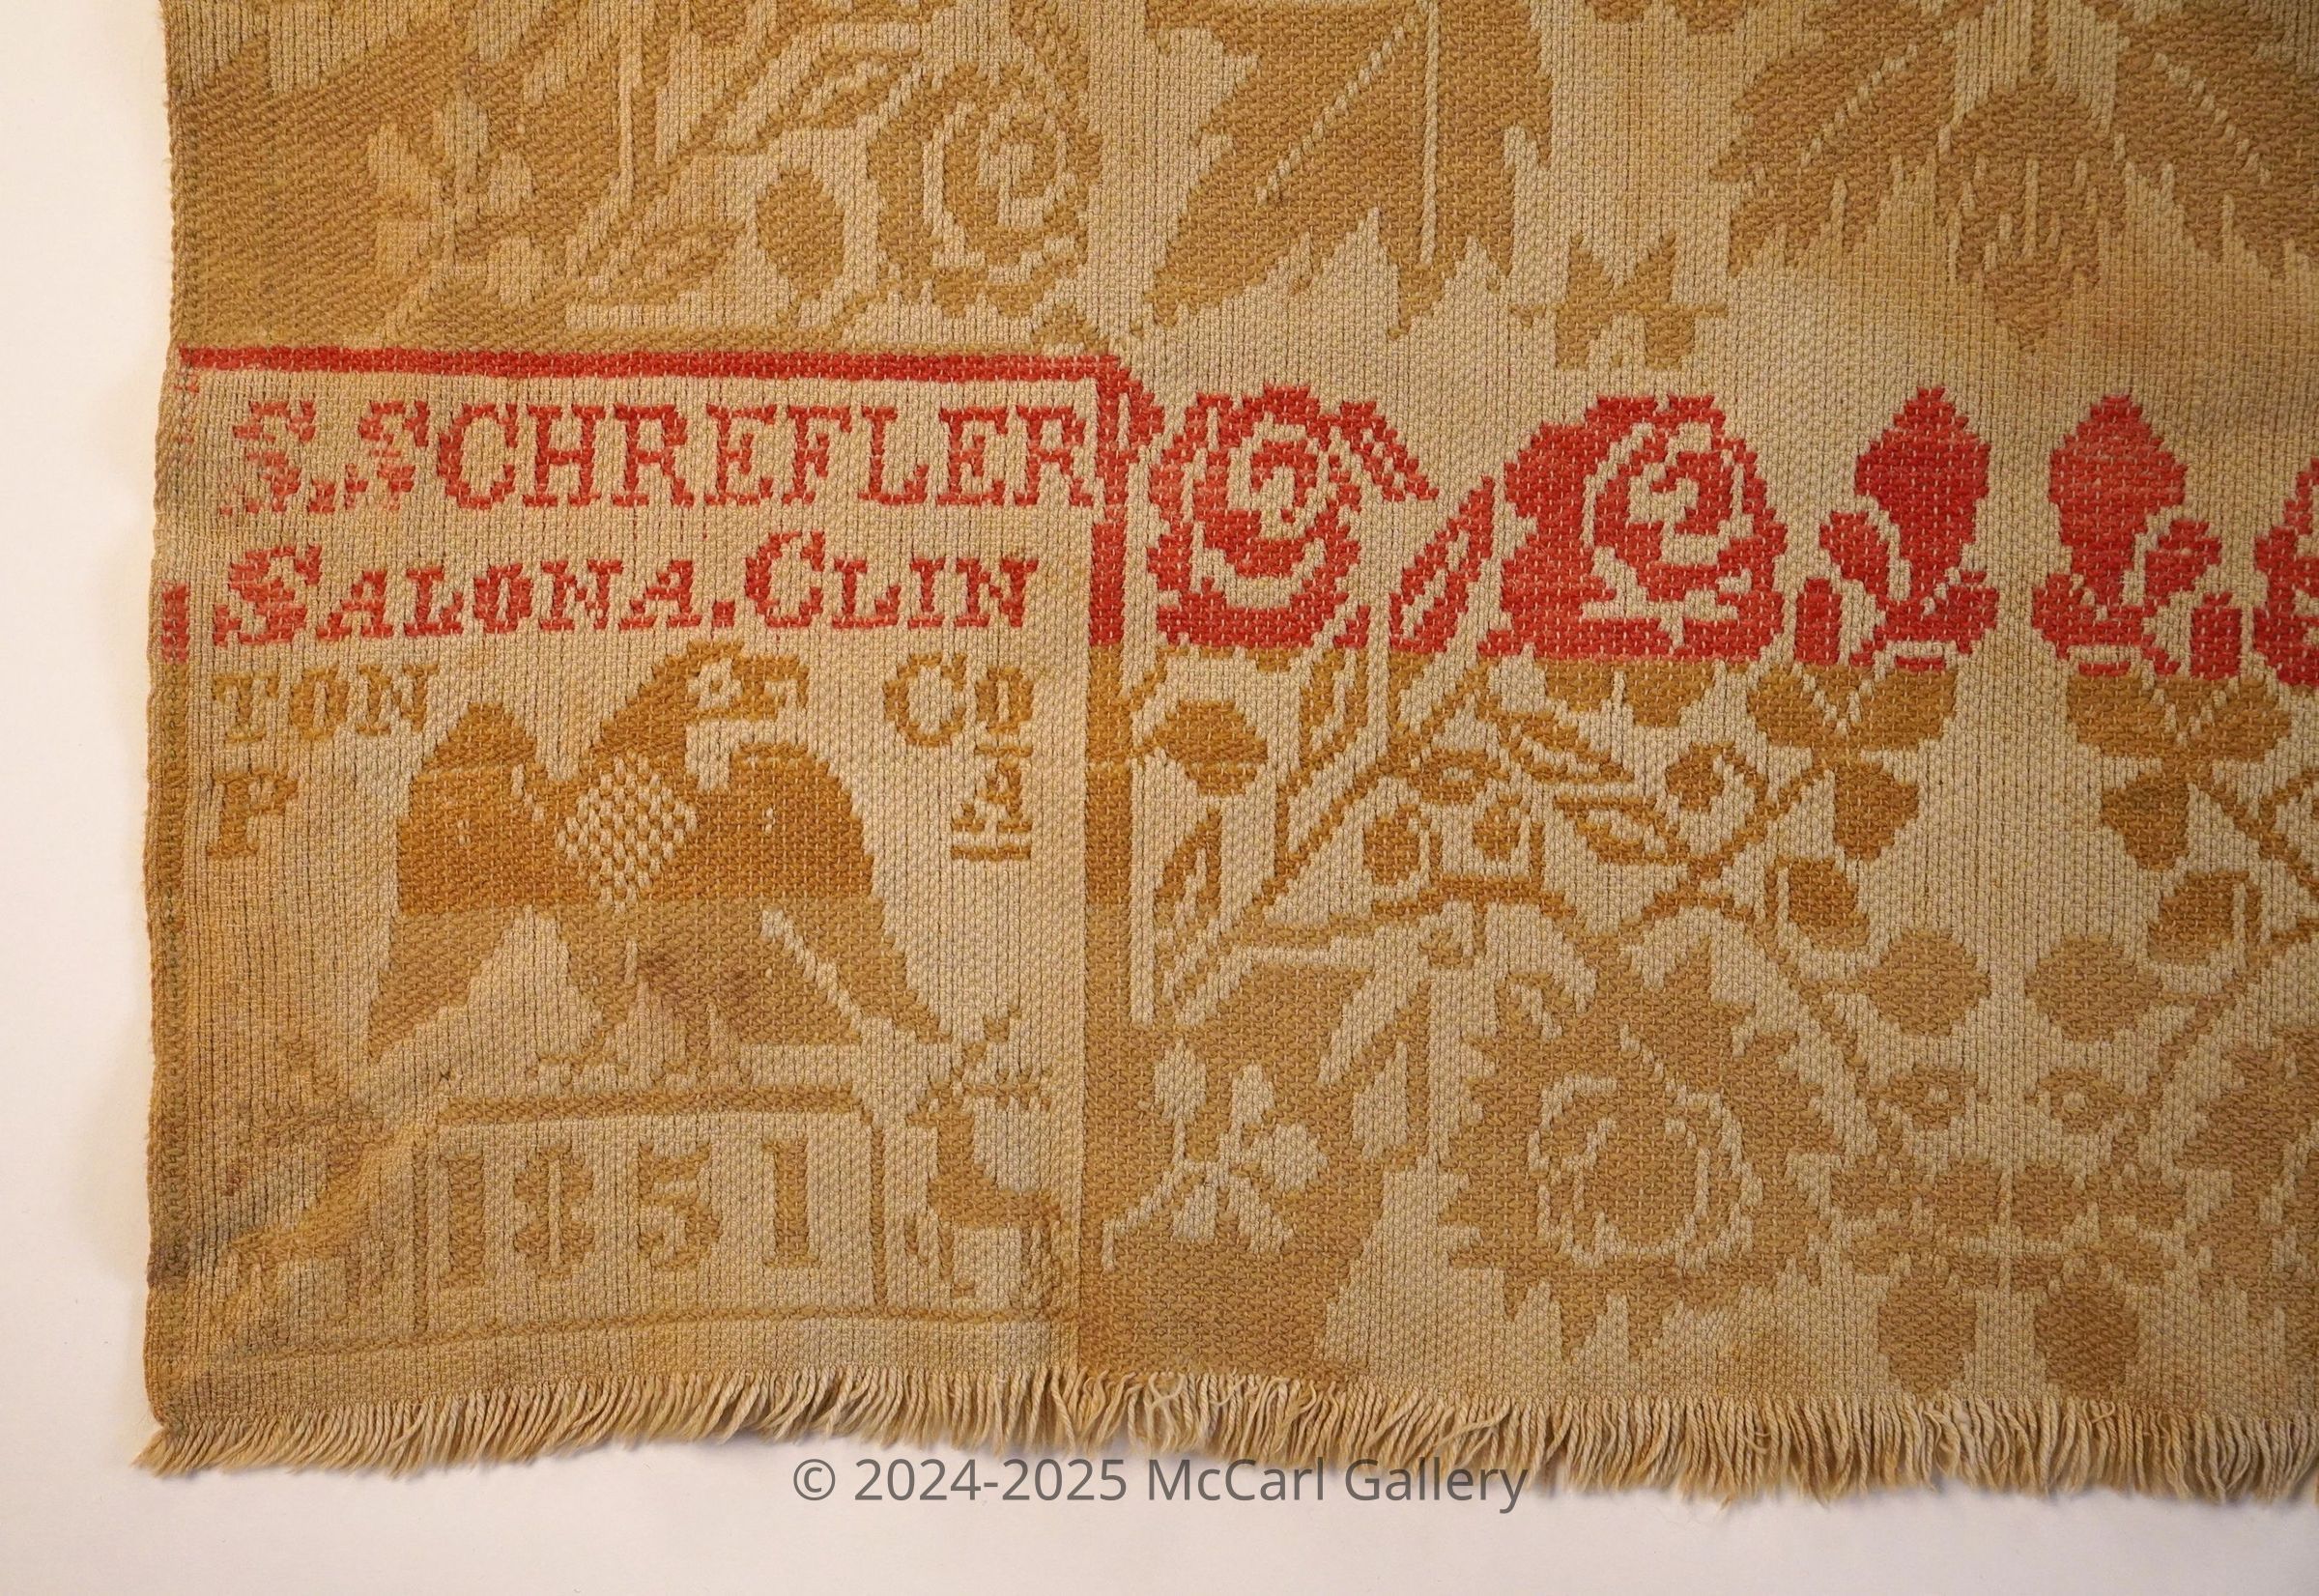 S. SCHREFLER
SALONA. CLIN
TON CO
P A
1851
© 2024-2025 McCarl Gallery